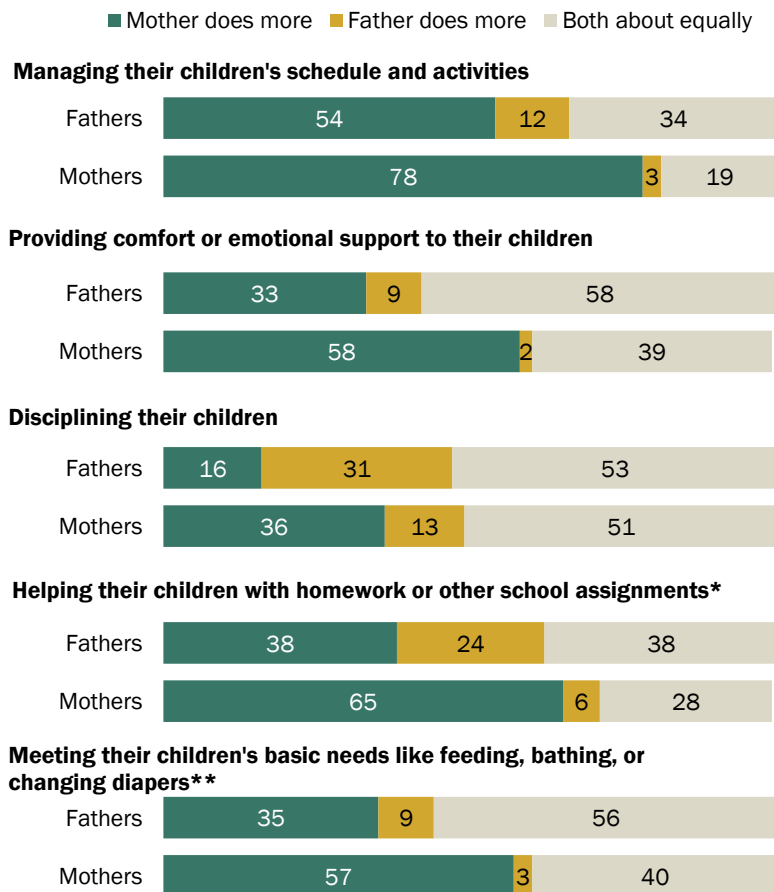 Mother does more Father does more Both about equally
Managing their children's schedule and activities
Fathers 54 12 34
Mothers 78 3 19
Providing comfort or emotional support to their children
Fathers 33 9 58
Mothers 58 2 39
Disciplining their children
Fathers 16 31 53
Mothers 36 13 51
Helping their children with homework or other school assignments*
Fathers 38 24 38
Mothers 65 6 28
Meeting their children's basic needs like feeding, bathing, or
changing diapers**
Fathers 35 9 56
Mothers 57 3 40